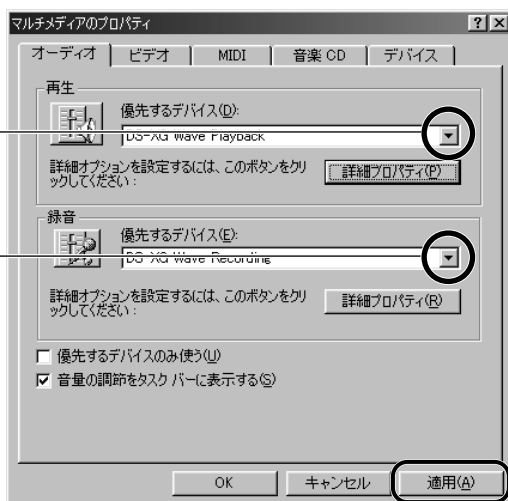 マルチメディアのプロパティ
オーディオ ビデオ MIDI 音楽 CD デバイス
再生
優先するデバイス(D):
DS-XG Wave Playback
詳細オプションを設定するには、このボタンをクリ
ックしてください:
詳細プロパティ(P)
録音
優先するデバイス(E):
DS-XG Wave Recording
詳細オプションを設定するには、このボタンをクリ
ックしてください:
詳細プロパティ(R)
優先するデバイスのみ使う(U)
音量の調節をタスク バーに表示する(S)
OK キャンセル 適用(A)